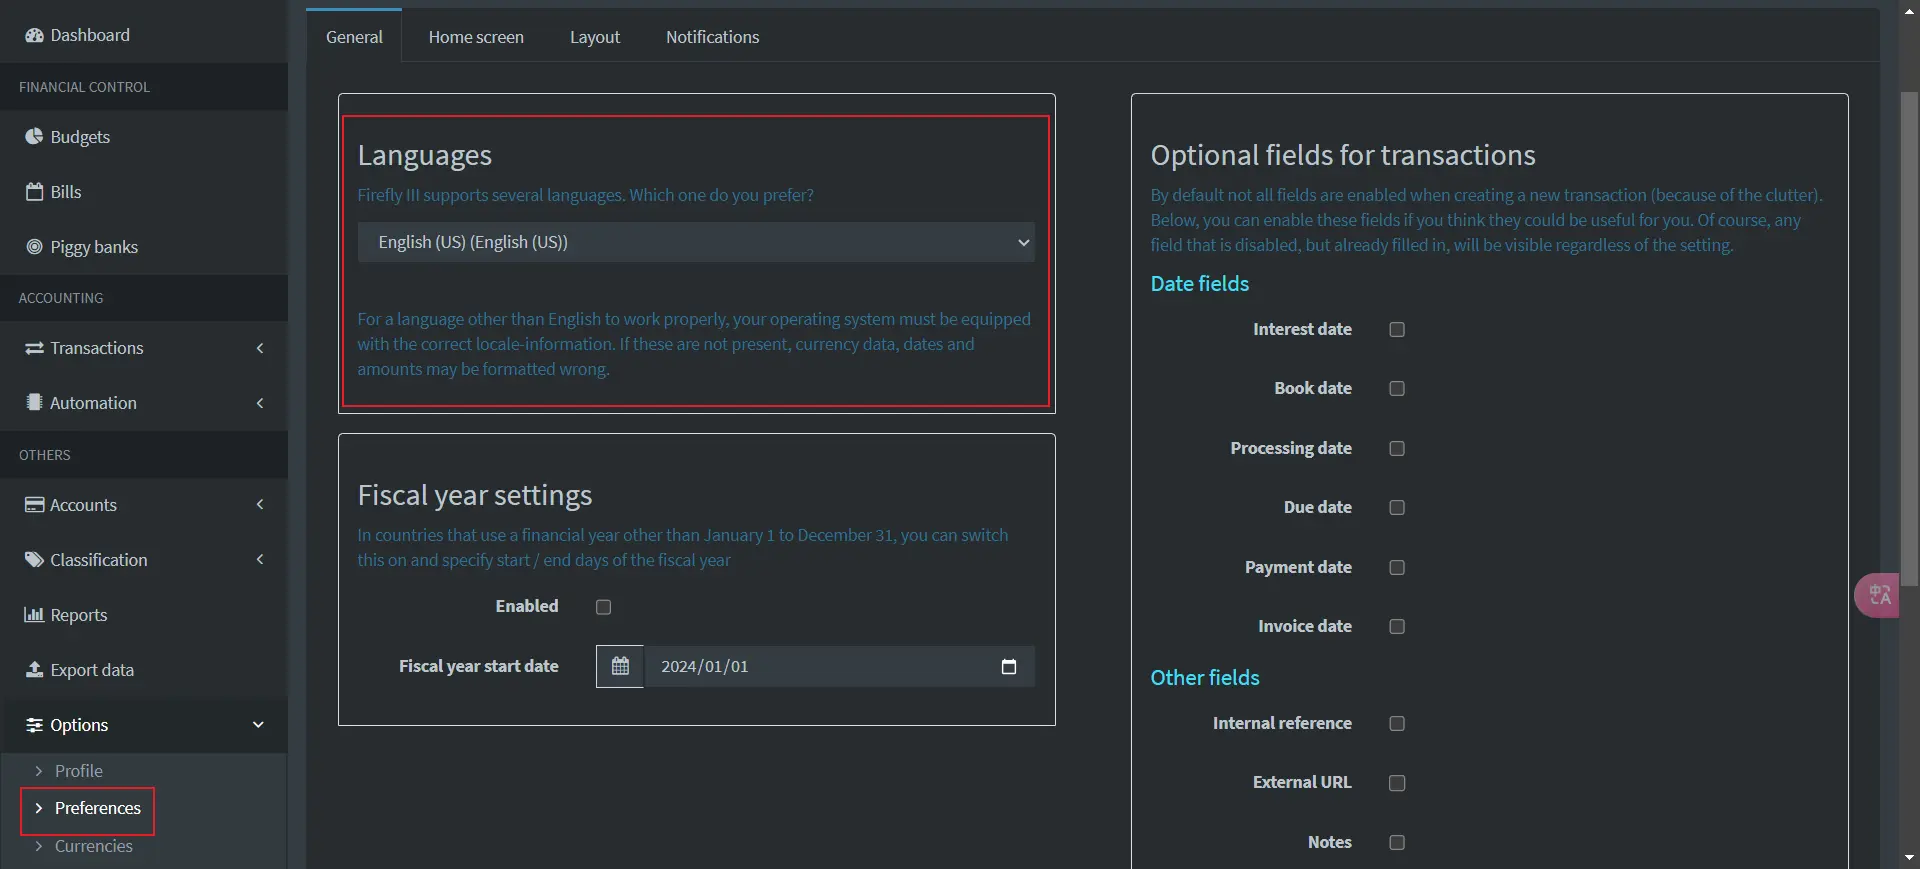 Dashboard
FINANCIAL CONTROL
Budgets
Bills
Piggy banks
ACCOUNTING
Transactions
Automation
OTHERS
Accounts
Classification
Reports
Export data
Options
Profile
Preferences
Currencies
General
Home screen
Layout
Notifications
Languages
Firefly III supports several languages. Which one do you prefer?
English (US) (English (US))
For a language other than English to work properly, your operating system must be equipped
with the correct locale-information. If these are not present, currency data, dates and
amounts may be formatted wrong.
Fiscal year settings
In countries that use a financial year other than January 1 to December 31, you can switch
this on and specify start / end days of the fiscal year
Enabled
Fiscal year start date
2024/01/01
Optional fields for transactions
By default not all fields are enabled when creating a new transaction (because of the clutter).
Below, you can enable these fields if you think they could be useful for you. Of course, any
field that is disabled, but already filled in, will be visible regardless of the setting.
Date fields
Interest date
Book date
Processing date
Due date
Payment date
Invoice date
Other fields
Internal reference
External URL
Notes
中A